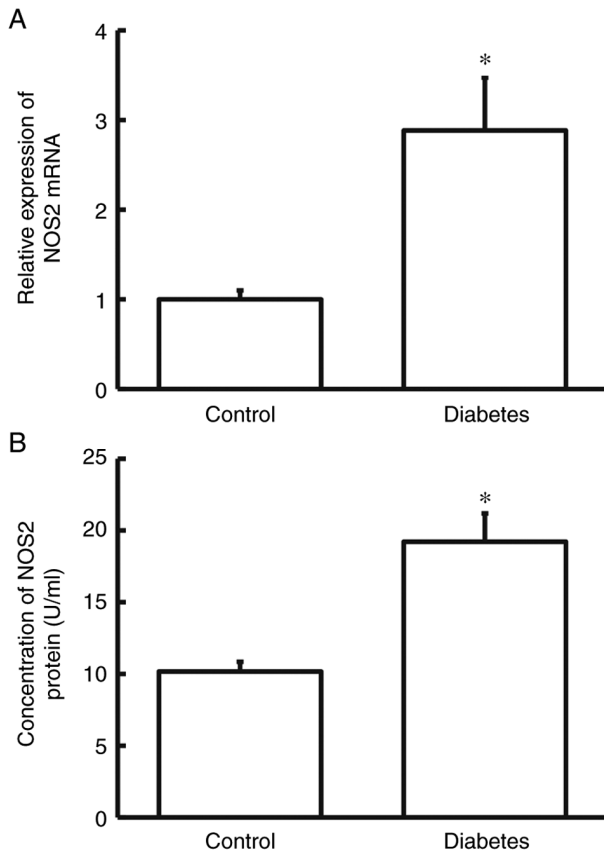 A
Relative expression of
NOS2 mRNA
4
3
2
1
0
*
Control
Diabetes
B
Concentration of NOS2
protein (U/ml)
25
20
15
10
5
0
*
Control
Diabetes